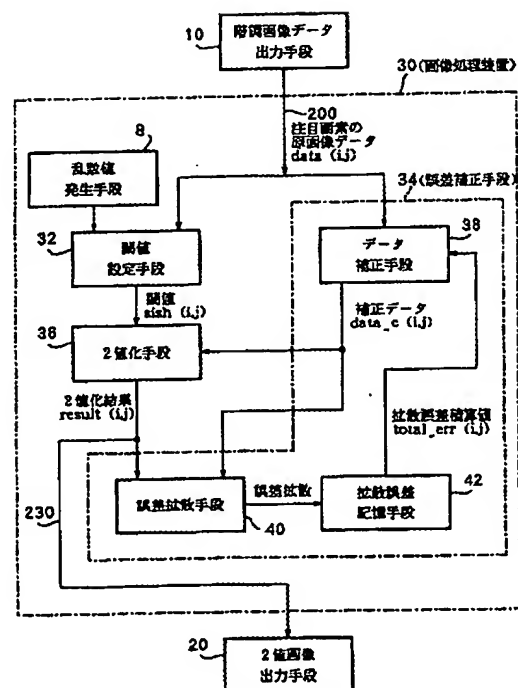 10
階調画像データ
出力手段
30(画像処理装置)
200
注目画素の
原画像データ
data (i,j)
8
乱数値
発生手段
34(誤差補正手段)
32
閾値
設定手段
38
データ
補正手段
閾値
slsh (i,j)
補正データ
data_c (i,j)
36
2値化手段
2値化結果
result (i,j)
拡散誤差積算値
total_err (i,j)
誤差拡散手段
40
誤差拡散
拡散誤差
記憶手段
42
230
20
2値画像
出力手段